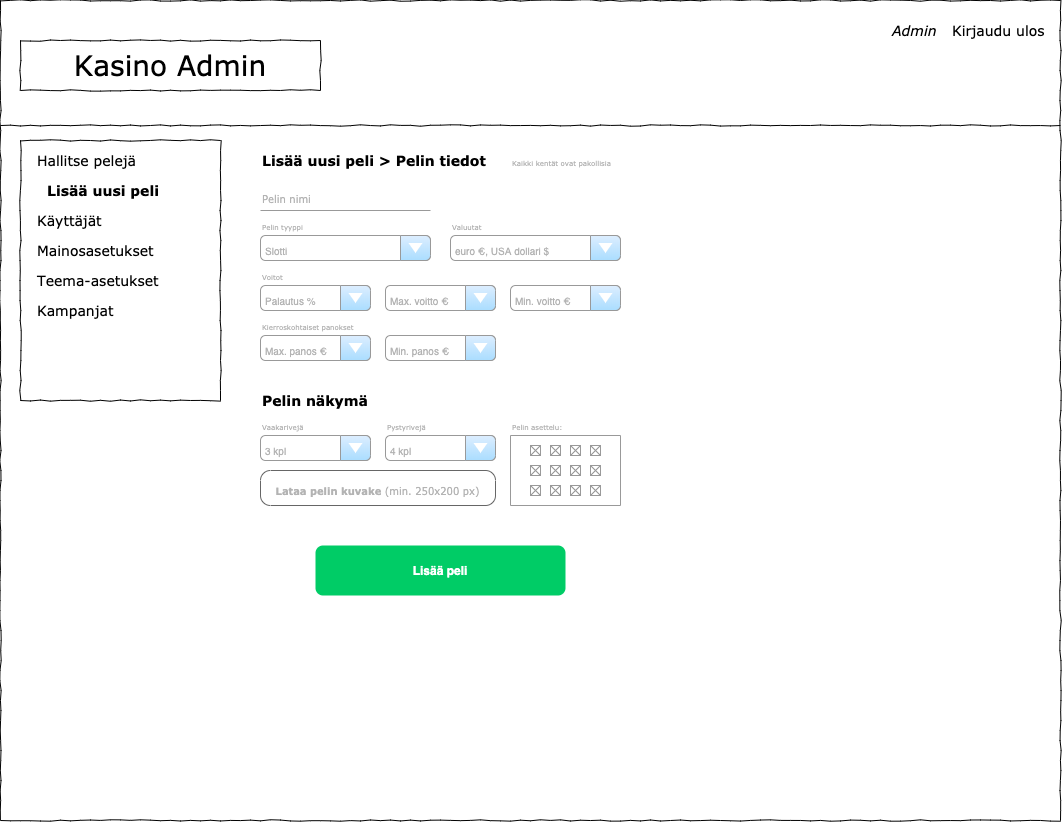 Admin Kirjaudu ulos
Kasino Admin
Hallitse pelejä
Lisää uusi peli
Käyttäjät
Mainosasetukset
Teema-asetukset
Kampanjat
Lisää uusi peli > Pelin tiedot
Kaikki kentät ovat pakollisia
Pelin nimi
Pelin tyyppi
Valuutat
Slotti
euro €, USA dollari $
Voitot
Palautus %
Max. voitto €
Min. voitto €
Kierroskohtaiset panokset
Max. panos €
Min. panos €
Pelin näkymä
Vaakarivejä
Pystyrivejä
Pelin asettelu:
3 kpl
4 kpl
Lataa pelin kuvake (min. 250x200 px)
Lisää peli